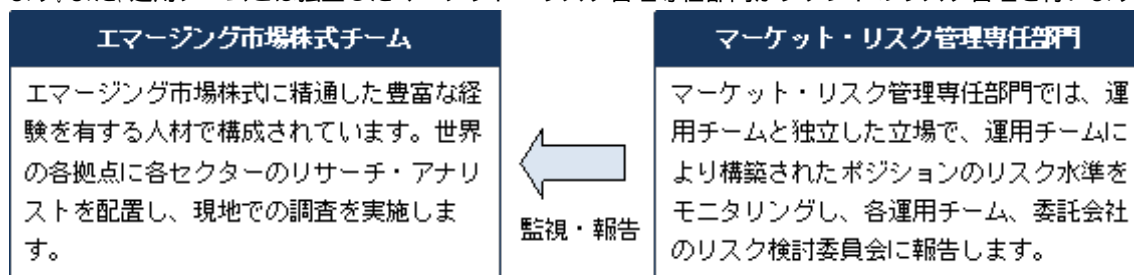 エマージング市場株式チーム
エマージング市場株式に精通した豊富な経
験を有する人材で構成されています。世界
の各拠点に各セクターのリサーチ・アナリ
ストを配置し、現地での調査を実施しま
す。
監視・報告
マーケット・リスク管理専任部門
マーケット・リスク管理専任部門では、運
用チームと独立した立場で、運用チームに
より構築されたポジションのリスク水準を
モニタリングし、各運用チーム、委託会社
のリスク検討委員会に報告します。